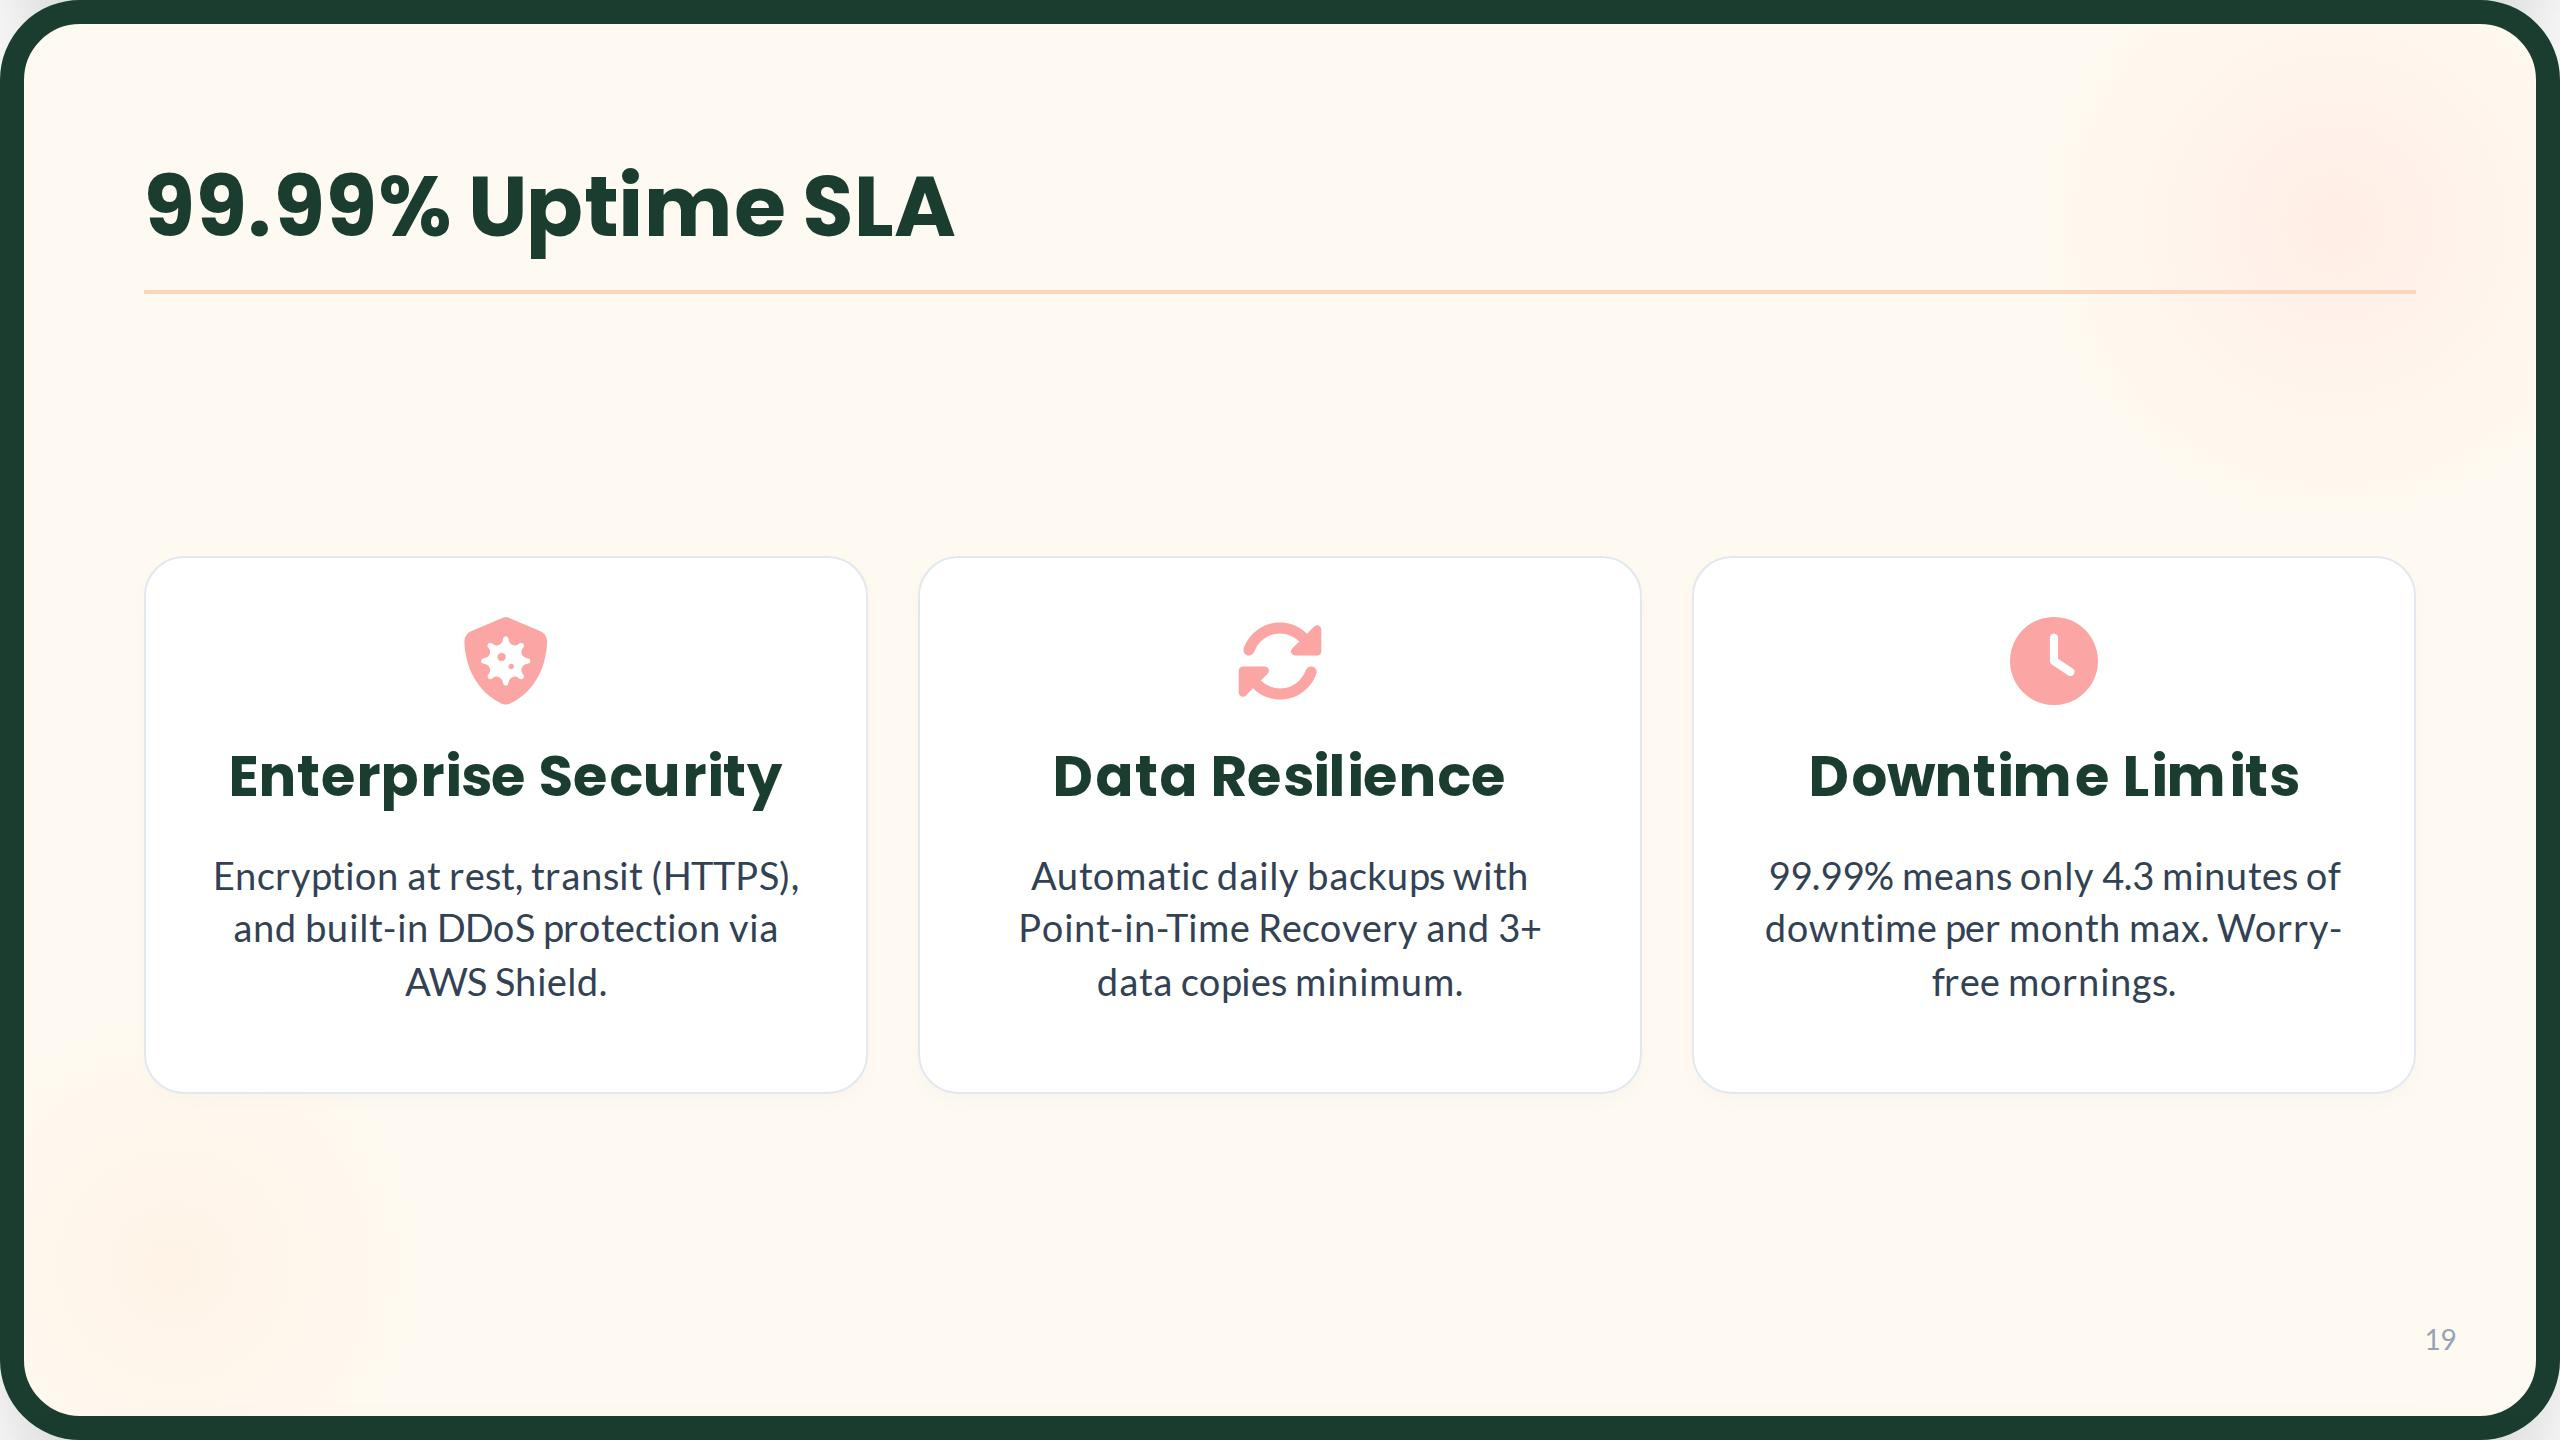 99.99% Uptime SLA
Enterprise Security
Encryption at rest, transit (HTTPS),
and built-in DDoS protection via
AWS Shield.
Data Resilience
Automatic daily backups with
Point-in-Time Recovery and 3+
data copies minimum.
Downtime Limits
99.99% means only 4.3 minutes of
downtime per month max. Worry-
free mornings.
19